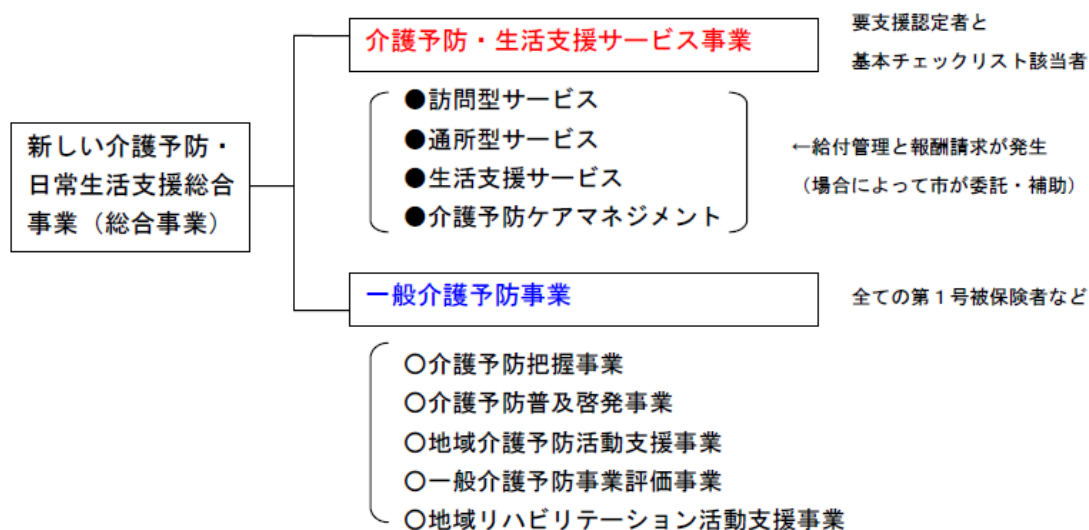 介護予防・生活支援サービス事業
要支援認定者と
基本チェックリスト該当者
●訪問型サービス
●通所型サービス
●生活支援サービス
●介護予防ケアマネジメント
←給付管理と報酬請求が発生
（場合によって市が委託・補助）
新しい介護予防・
日常生活支援総合
事業（総合事業）
一般介護予防事業
全ての第１号被保険者など
〇介護予防把握事業
〇介護予防普及啓発事業
〇地域介護予防活動支援事業
〇一般介護予防事業評価事業
〇地域リハビリテーション活動支援事業